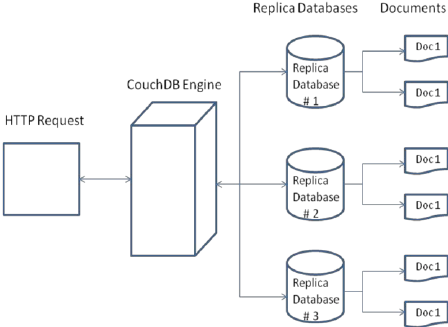 Replica Databases
Documents
CouchDB Engine
HTTP Request
Replica
Database
# 1
Doc1
Doc1
Replica
Database
# 2
Doc1
Doc1
Replica
Database
# 3
Doc1
Doc1